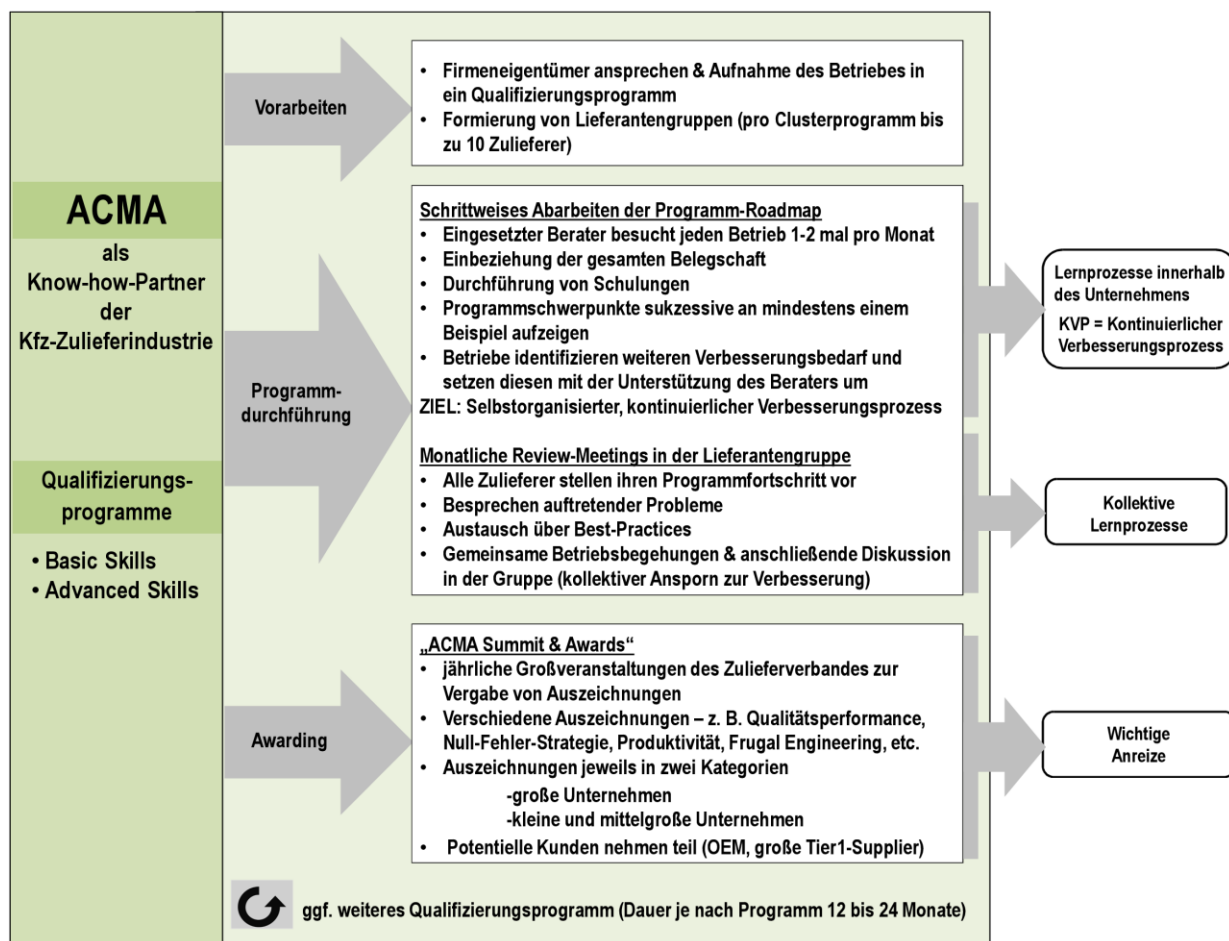 ACMA
als
Know-how-Partner
der
Kfz-Zulieferindustrie
Qualifizierungs-
programme
• Basic Skills
• Advanced Skills
Vorarbeiten
• Firmeneigentümer ansprechen & Aufnahme des Betriebes in
ein Qualifizierungsprogramm
• Formierung von Lieferantengruppen (pro Clusterprogramm bis
zu 10 Zulieferer)
Programm-
durchführung
Schrittweises Abarbeiten der Programm-Roadmap
• Eingesetzter Berater besucht jeden Betrieb 1-2 mal pro Monat
• Einbeziehung der gesamten Belegschaft
• Durchführung von Schulungen
• Programmschwerpunkte sukzessive an mindestens einem
Beispiel aufzeigen
• Betriebe identifizieren weiteren Verbesserungsbedarf und
setzen diesen mit der Unterstützung des Beraters um
ZIEL: Selbstorganisierter, kontinuierlicher Verbesserungsprozess
Monatliche Review-Meetings in der Lieferantengruppe
• Alle Zulieferer stellen ihren Programmfortschritt vor
• Besprechen auftretender Probleme
• Austausch über Best-Practices
• Gemeinsame Betriebsbegehungen & anschließende Diskussion
in der Gruppe (kollektiver Ansporn zur Verbesserung)
Lernprozesse innerhalb
des Unternehmens
KVP = Kontinuierlicher
Verbesserungsprozess
Kollektive
Lernprozesse
Awarding
„ACMA Summit & Awards“
• jährliche Großveranstaltungen des Zulieferverbandes zur
Vergabe von Auszeichnungen
• Verschiedene Auszeichnungen – z. B. Qualitätsperformance,
Null-Fehler-Strategie, Produktivität, Frugal Engineering, etc.
• Auszeichnungen jeweils in zwei Kategorien
-große Unternehmen
-kleine und mittelgroße Unternehmen
• Potentielle Kunden nehmen teil (OEM, große Tier1-Supplier)
Wichtige
Anreize
ggf. weiteres Qualifizierungsprogramm (Dauer je nach Programm 12 bis 24 Monate)